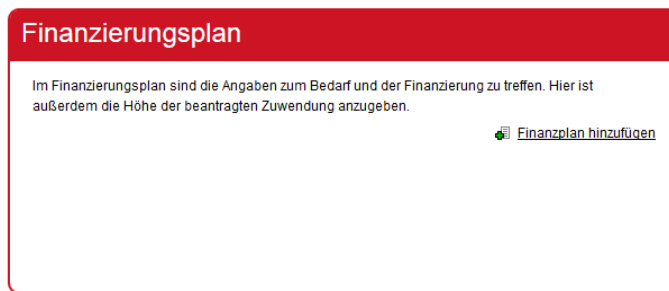 Finanzierungsplan
Im Finanzierungsplan sind die Angaben zum Bedarf und der Finanzierung zu treffen. Hier ist
außerdem die Höhe der beantragten Zuwendung anzugeben.
Finanzplan hinzufügen